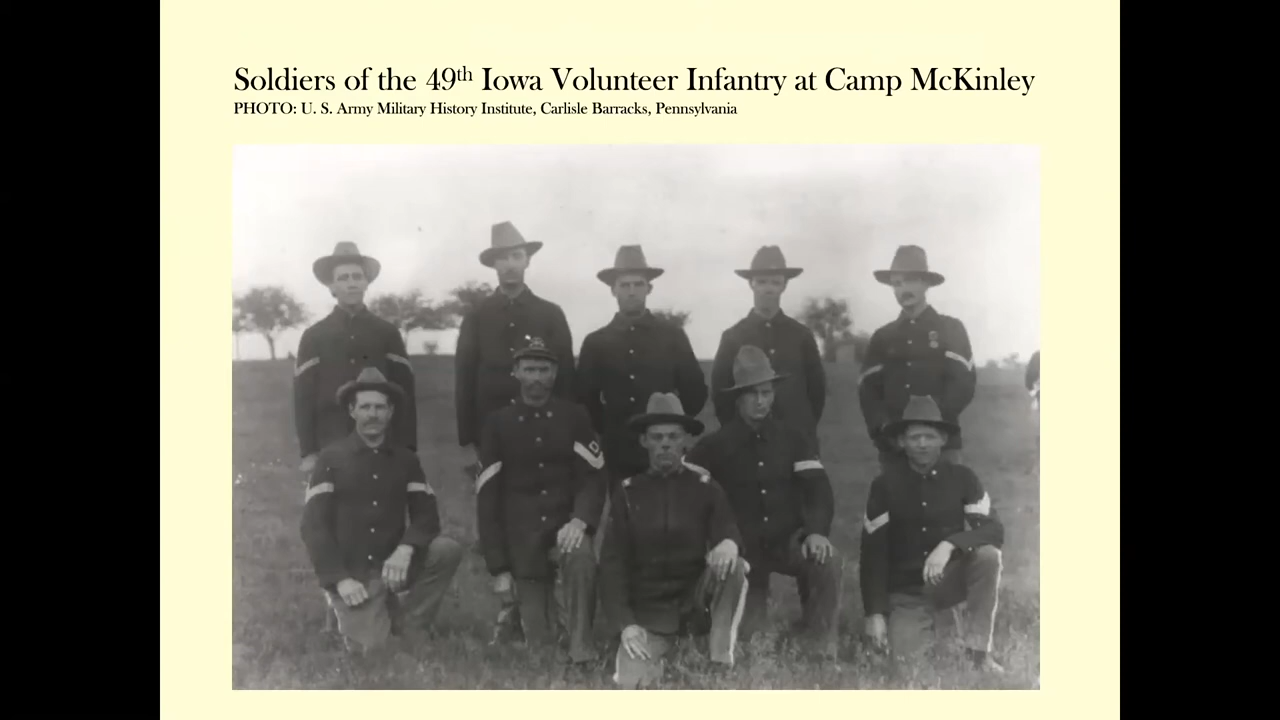 Soldiers of the 49th Iowa Volunteer Infantry at Camp McKinley
PHOTO: U. S. Army Military History Institute, Carlisle Barracks, Pennsylvania